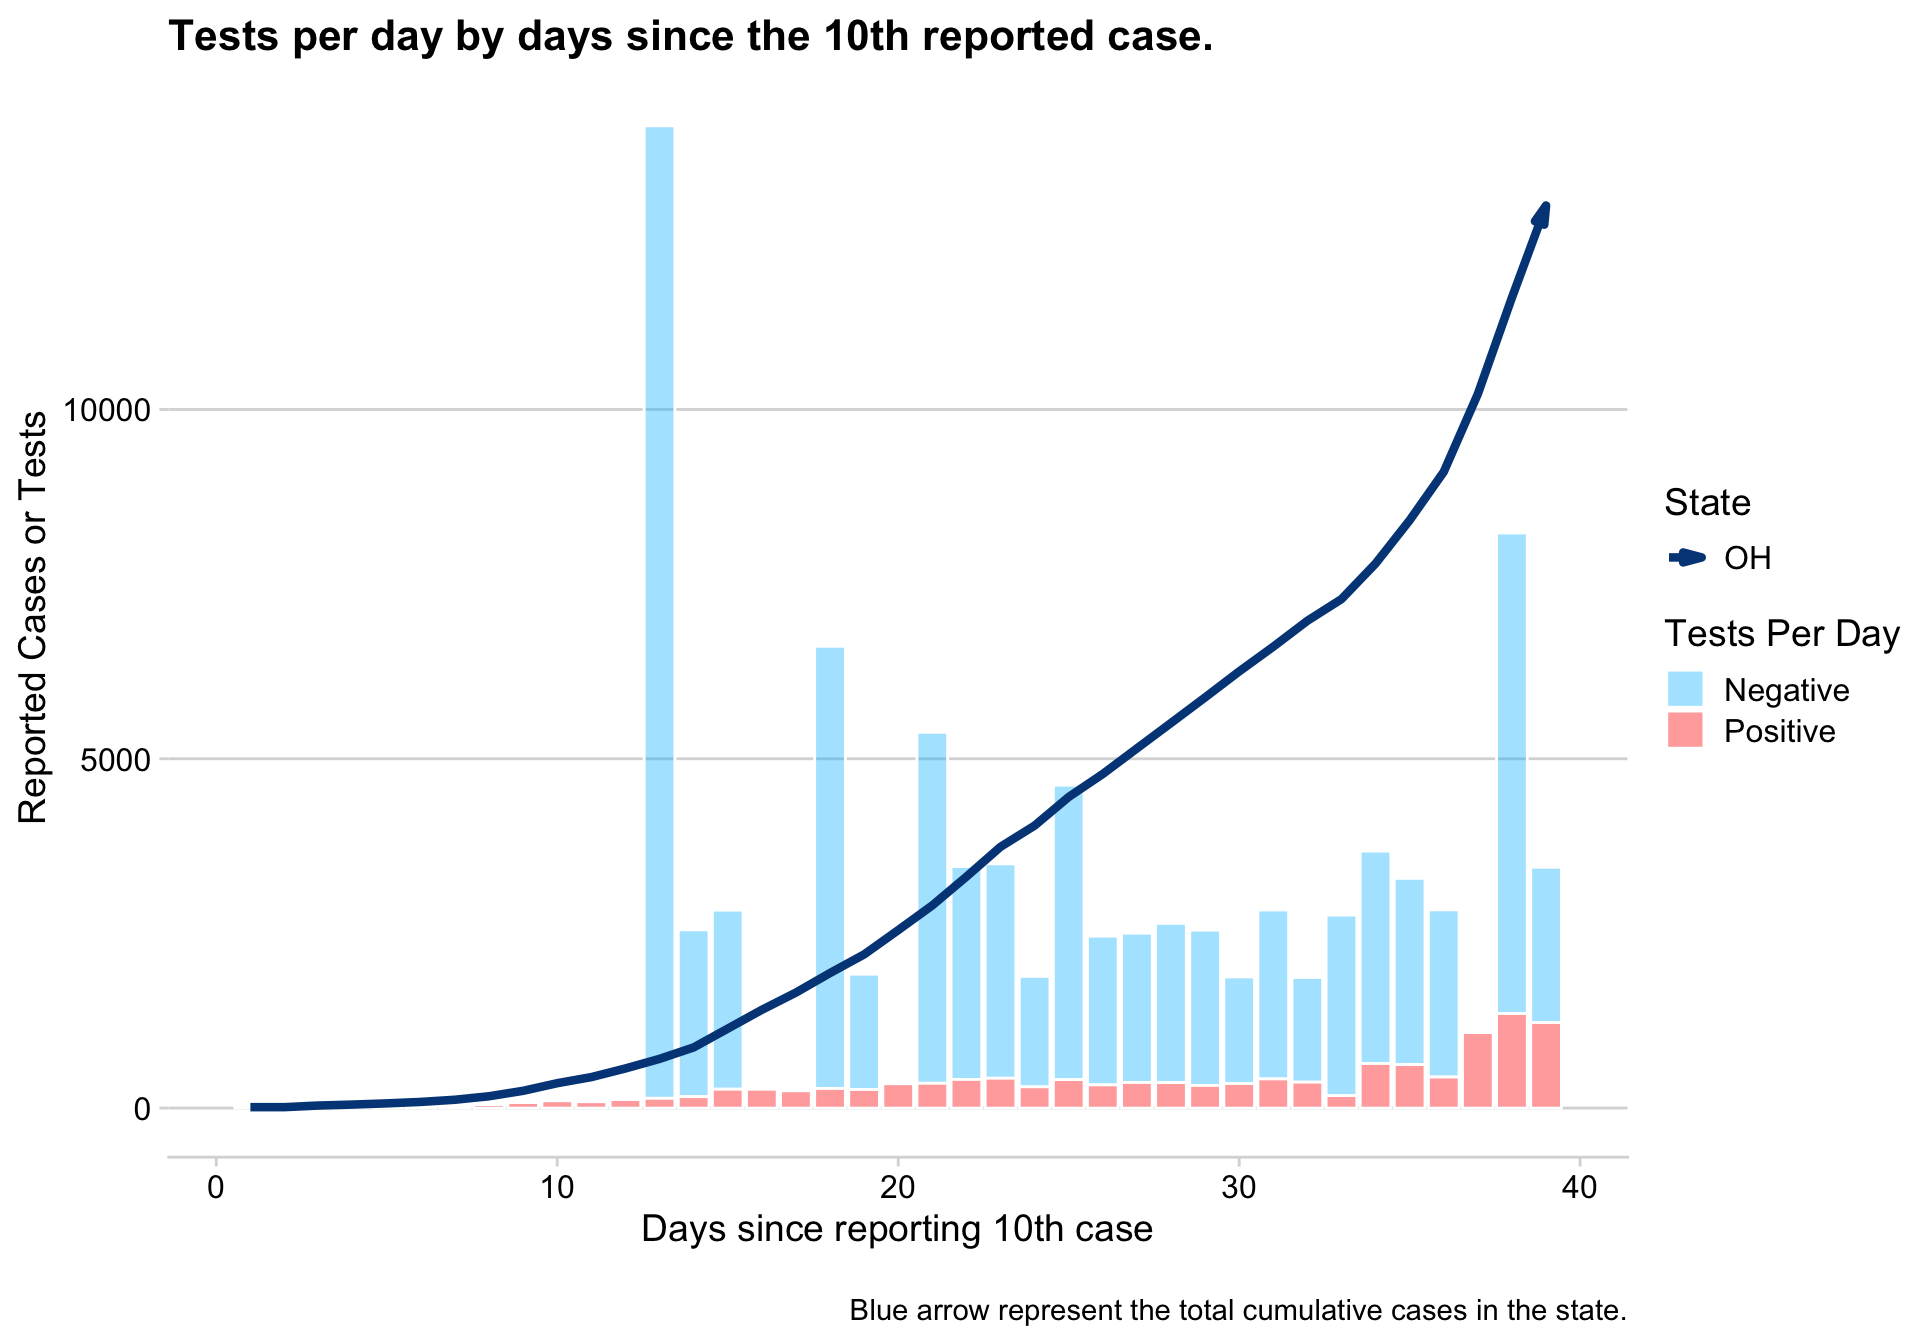 Tests per day by days since the 10th reported case.
Reported Cases or Tests
10000
5000
0
0
10
20
30
40
Days since reporting 10th case
State
OH
Tests Per Day
Negative
Positive
Blue arrow represent the total cumulative cases in the state.